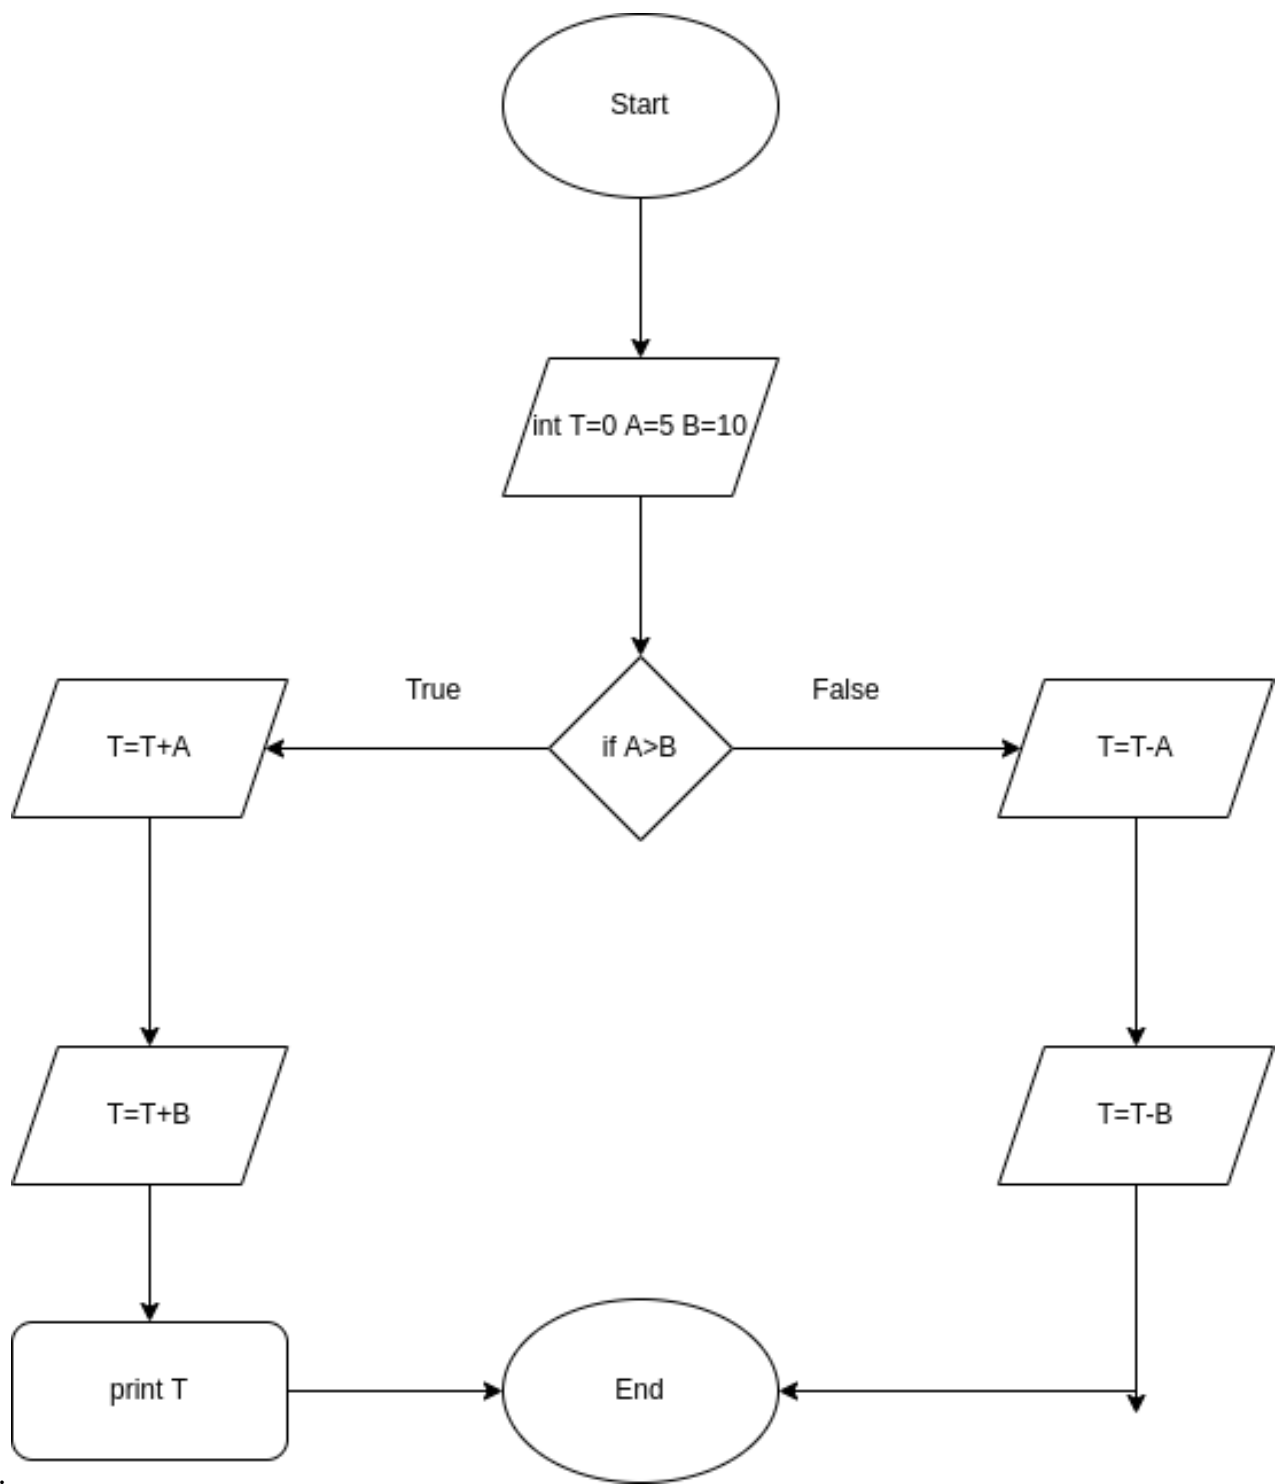 Start
int T=0 A=5 B=10
True
False
T=T+A
if A>B
T=T-A
T=T+B
T=T-B
print T
End
.